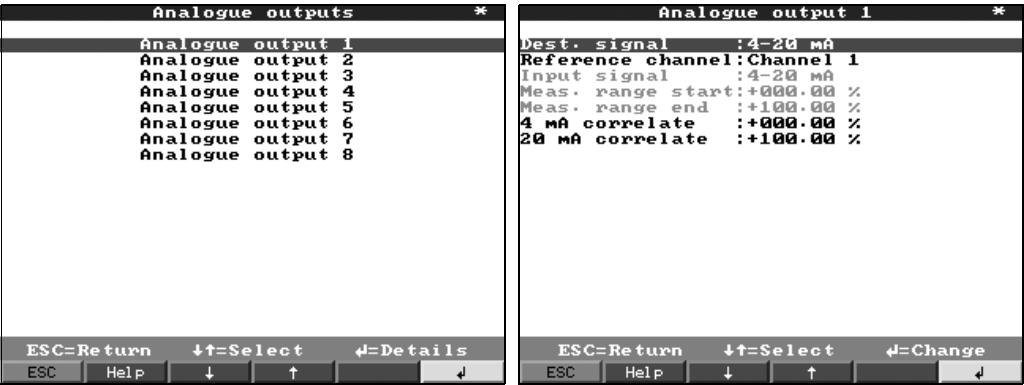 Analogue outputs *
Analogue output 1
Analogue output 2
Analogue output 3
Analogue output 4
Analogue output 5
Analogue output 6
Analogue output 7
Analogue output 8
ESC=Return ↓↑=Select ↲=Details
ESC Help ↓ ↑ ↲
Analogue output 1 *
Dest. signal :4-20 mA
Reference channel:Channel 1
Input signal :4-20 mA
Meas. range start:+000.00 %
Meas. range end :+100.00 %
4 mA correlate :+000.00 %
20 mA correlate :+100.00 %
ESC=Return ↓↑=Select ↲=Change
ESC Help ↓ ↑ ↲